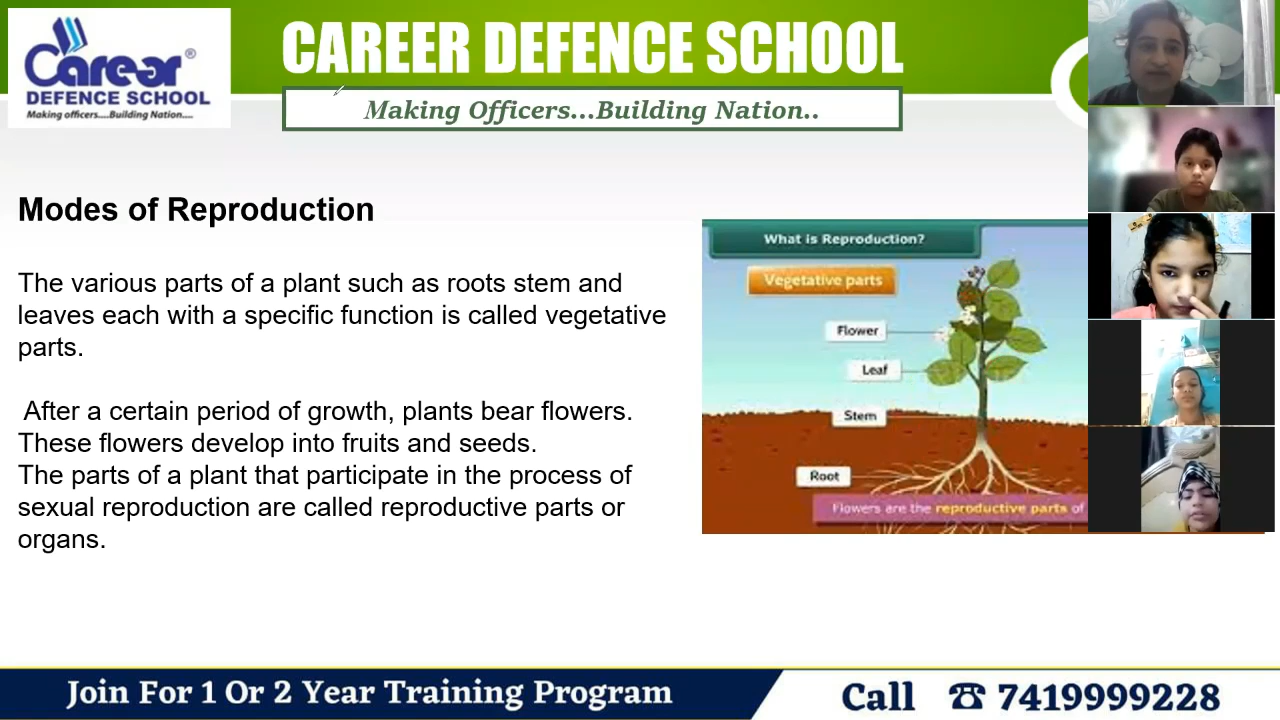 Carear®
DEFENCE SCHOOL
Making officers....Building Nation....
CAREER DEFENCE SCHOOL
Making Officers...Building Nation..
Modes of Reproduction
The various parts of a plant such as roots stem and
leaves each with a specific function is called vegetative
parts.
After a certain period of growth, plants bear flowers.
These flowers develop into fruits and seeds.
The parts of a plant that participate in the process of
sexual reproduction are called reproductive parts or
organs.
What is Reproduction?
Vegetative parts
Flower
Leaf
Stem
Root
Flowers are the reproductive parts of
Join For 1 Or 2 Year Training Program
Call ☎ 7419999228